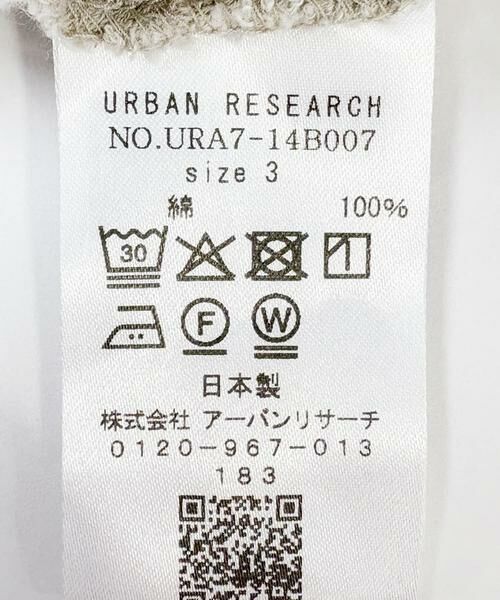 URBAN RESEARCH
NO.URA7-14B007
size 3
綿 100%
30
F W
日本製
株式会社 アーバンリサーチ
0120-967-013
183